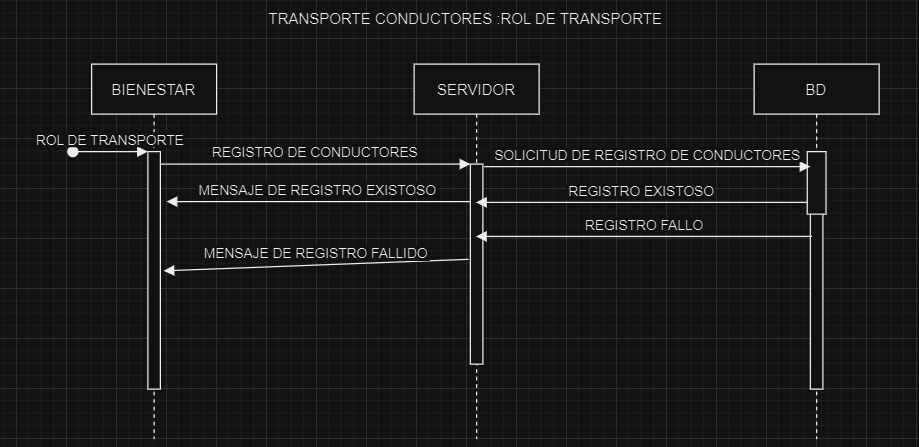 TRANSPORTE CONDUCTORES :ROL DE TRANSPORTE
BIENESTAR
SERVIDOR
BD
ROL DE TRANSPORTE
REGISTRO DE CONDUCTORES
SOLICITUD DE REGISTRO DE CONDUCTORES
MENSAJE DE REGISTRO EXISTOSO
REGISTRO EXISTOSO
REGISTRO FALLO
MENSAJE DE REGISTRO FALLIDO